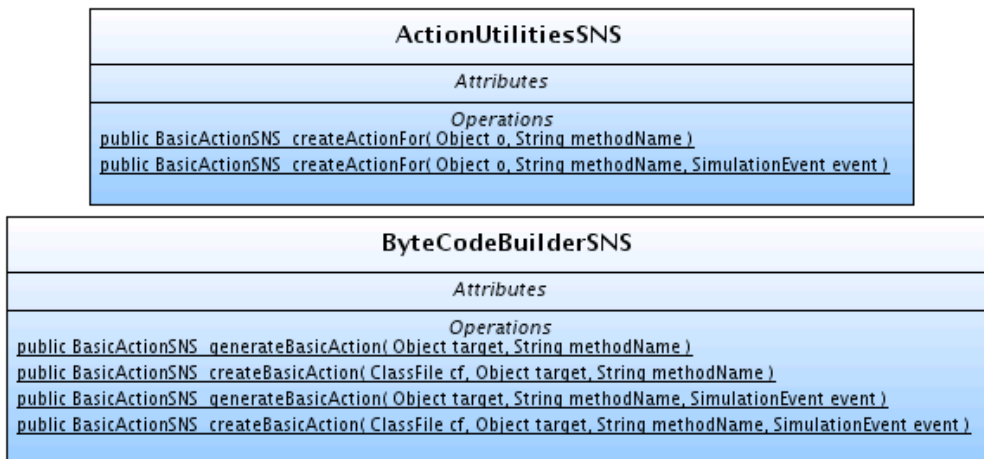 ActionUtilitiesSNS
Attributes
Operations
public BasicActionSNS createActionFor( Object o, String methodName )
public BasicActionSNS createActionFor( Object o, String methodName, SimulationEvent event )
ByteCodeBuilderSNS
Attributes
Operations
public BasicActionSNS generateBasicAction( Object target, String methodName )
public BasicActionSNS createBasicAction( ClassFile cf, Object target, String methodName )
public BasicActionSNS generateBasicAction( Object target, String methodName, SimulationEvent event )
public BasicActionSNS createBasicAction( ClassFile cf, Object target, String methodName, SimulationEvent event )